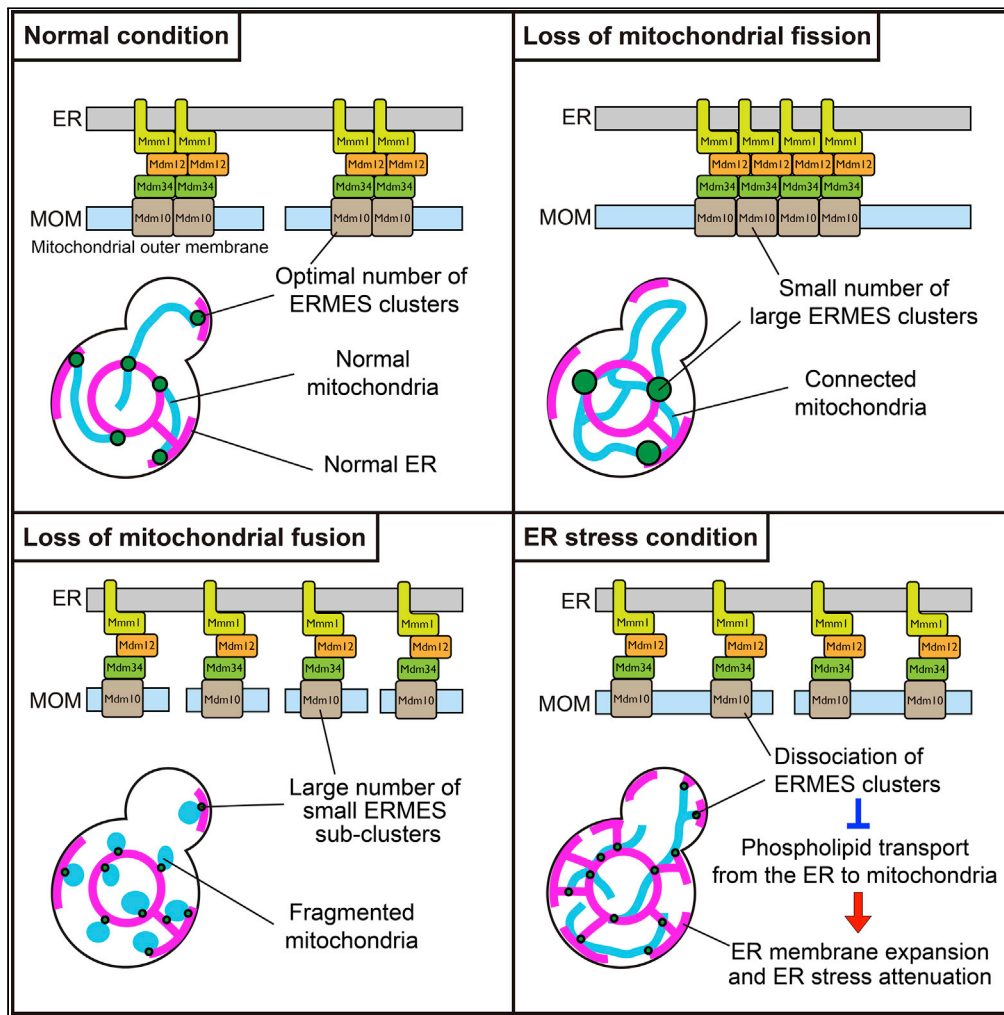 Normal condition
ER
Mmm1 Mmm1 Mmm1 Mmm1
Mdm12 Mdm12 Mdm12 Mdm12
Mdm34 Mdm34 Mdm34 Mdm34
MOM
Mdm10 Mdm10 Mdm10 Mdm10
Mitochondrial outer membrane
Optimal number of
ERMES clusters
Normal
mitochondria
Normal ER
Loss of mitochondrial fission
ER
Mmm1 Mmm1 Mmm1 Mmm1
Mdm12 Mdm12 Mdm12 Mdm12
Mdm34 Mdm34 Mdm34 Mdm34
MOM
Mdm10 Mdm10 Mdm10 Mdm10
Small number of
large ERMES clusters
Connected
mitochondria
Loss of mitochondrial fusion
ER
Mmm1 Mmm1 Mmm1 Mmm1
Mdm12 Mdm12 Mdm12 Mdm12
Mdm34 Mdm34 Mdm34 Mdm34
MOM
Mdm10 Mdm10 Mdm10 Mdm10
Large number of
small ERMES
sub-clusters
Fragmented
mitochondria
ER stress condition
ER
Mmm1 Mmm1 Mmm1 Mmm1
Mdm12 Mdm12 Mdm12 Mdm12
Mdm34 Mdm34 Mdm34 Mdm34
MOM
Mdm10 Mdm10 Mdm10 Mdm10
Dissociation of
ERMES clusters
Phospholipid transport
from the ER to mitochondria
ER membrane expansion
and ER stress attenuation